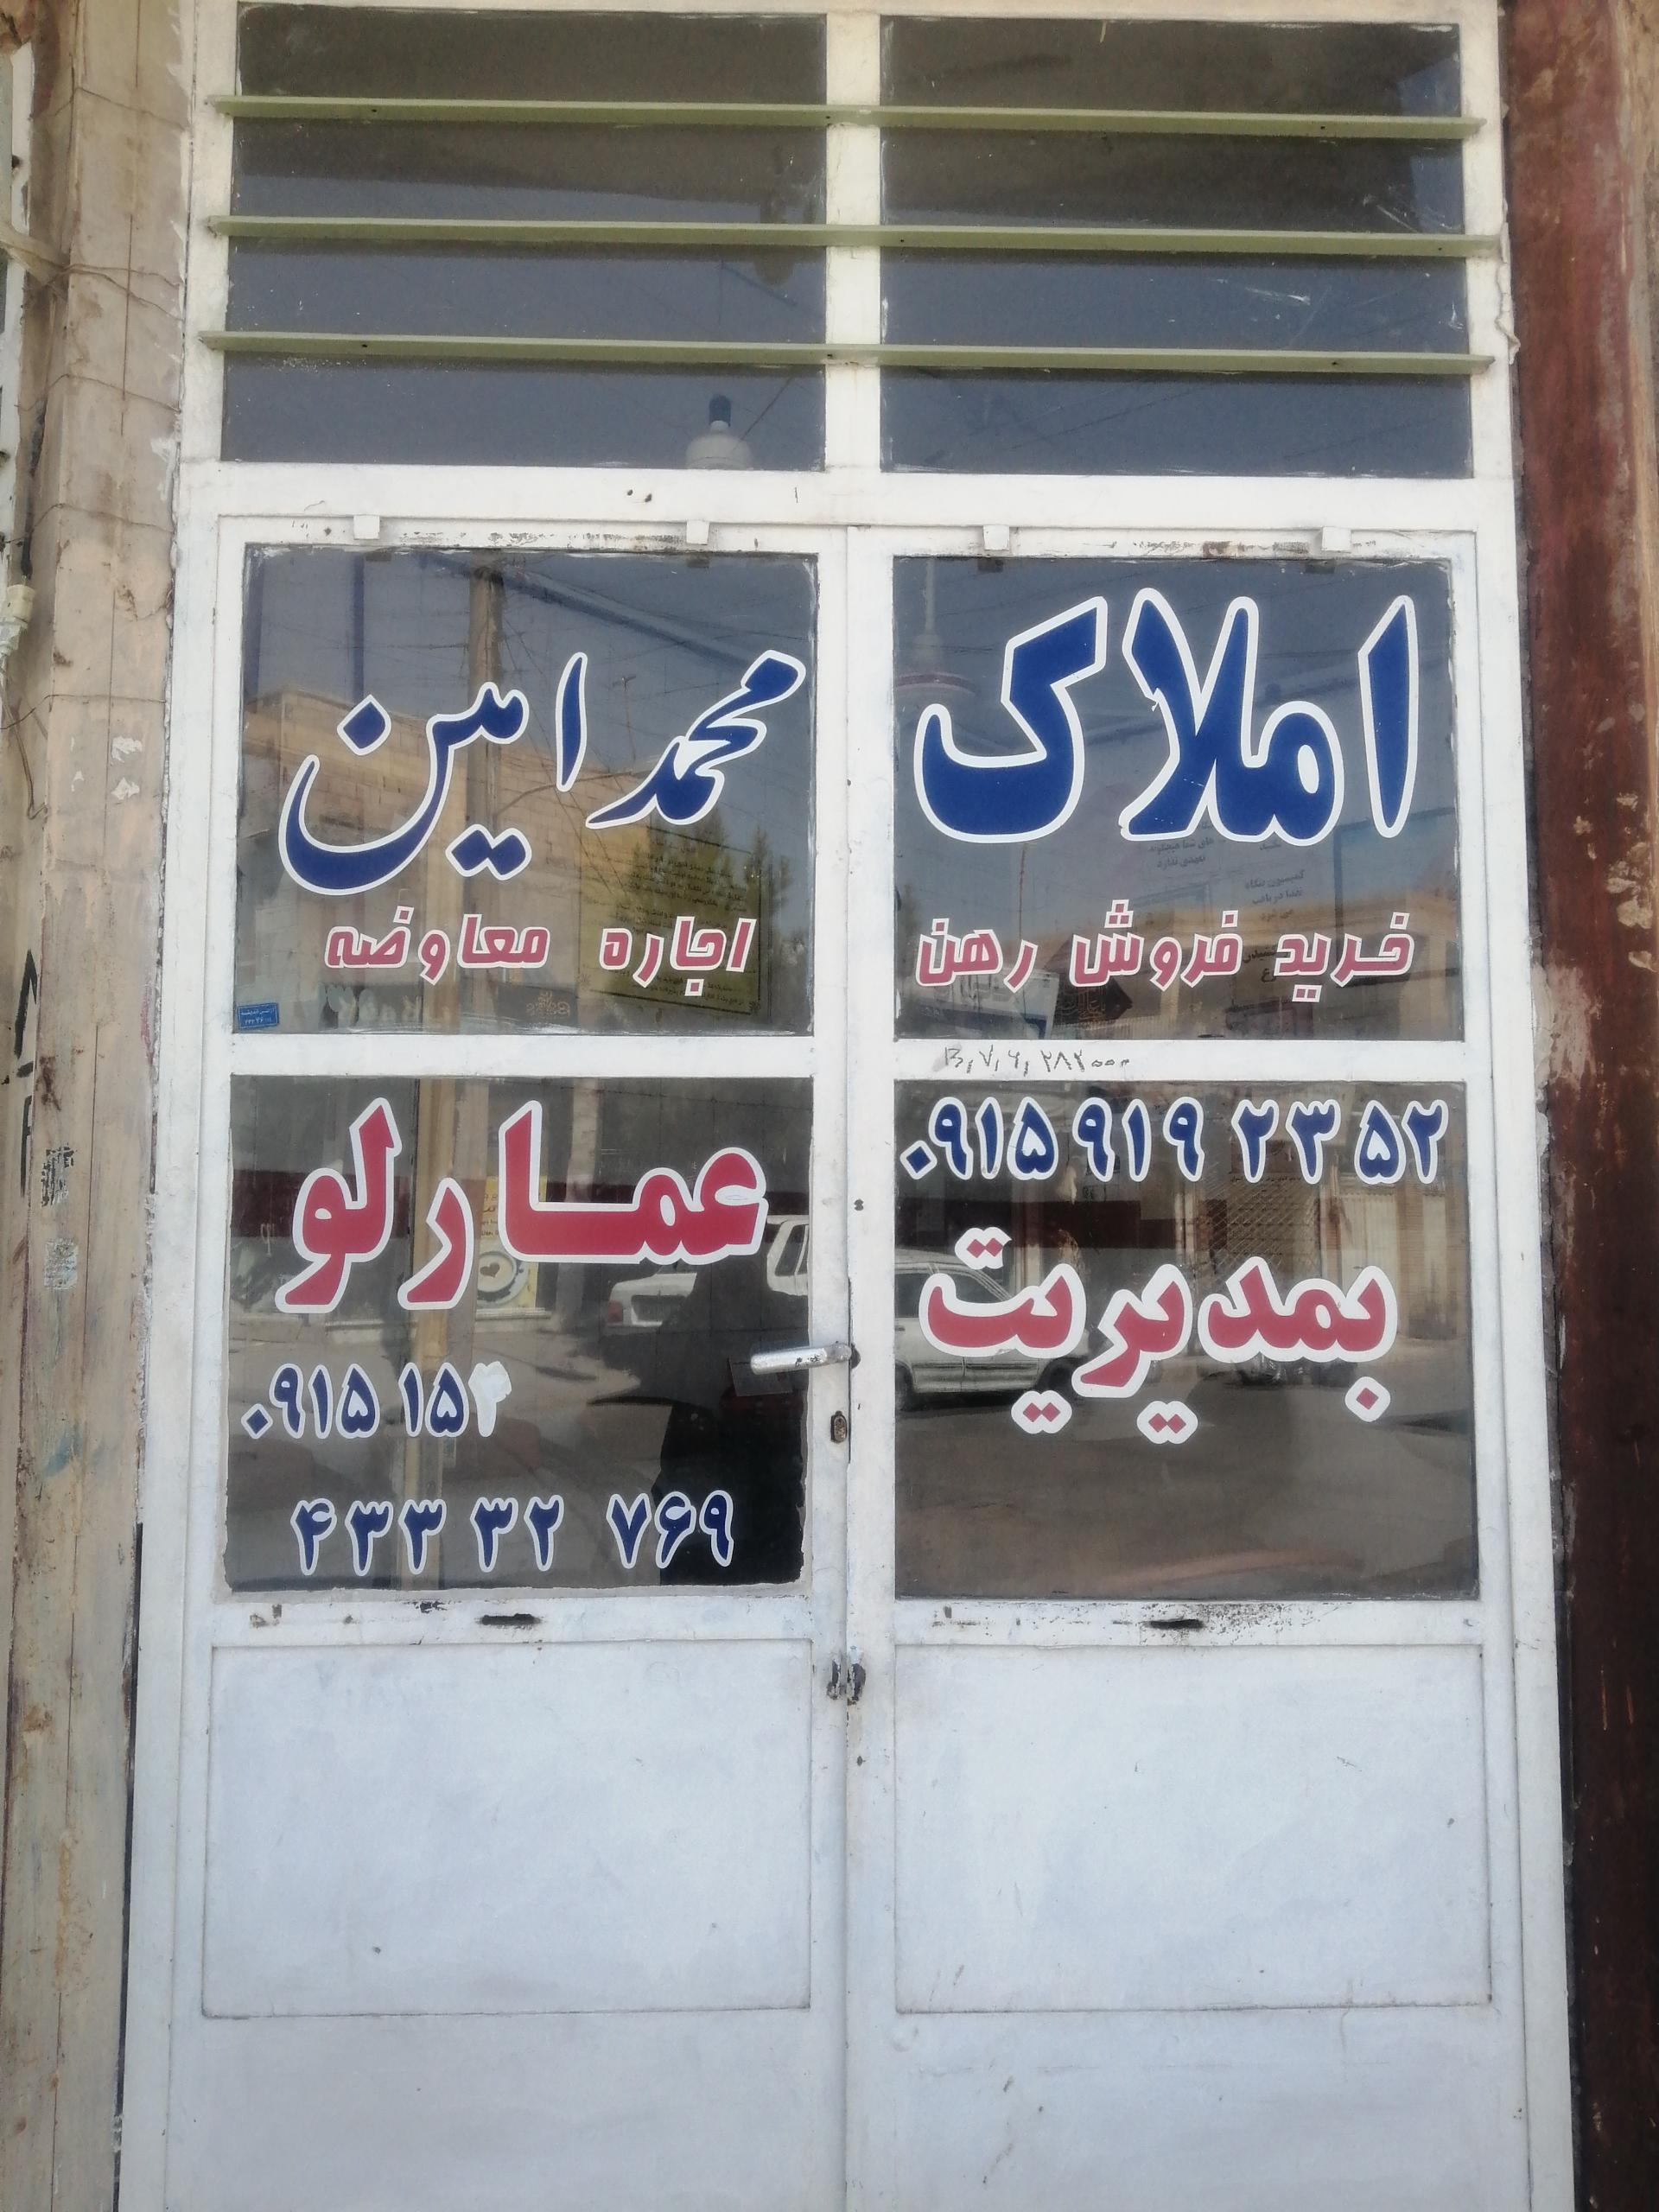 املاک محمد امین
خرید فروش رهن اجاره معاوضه
۰۹۱۵ ۹۱۹ ۲۳ ۵۲
بمدیریت عمارلو
۰۹۱۵ ۱۵۴
۴۳۳ ۳۲ ۷۶۹